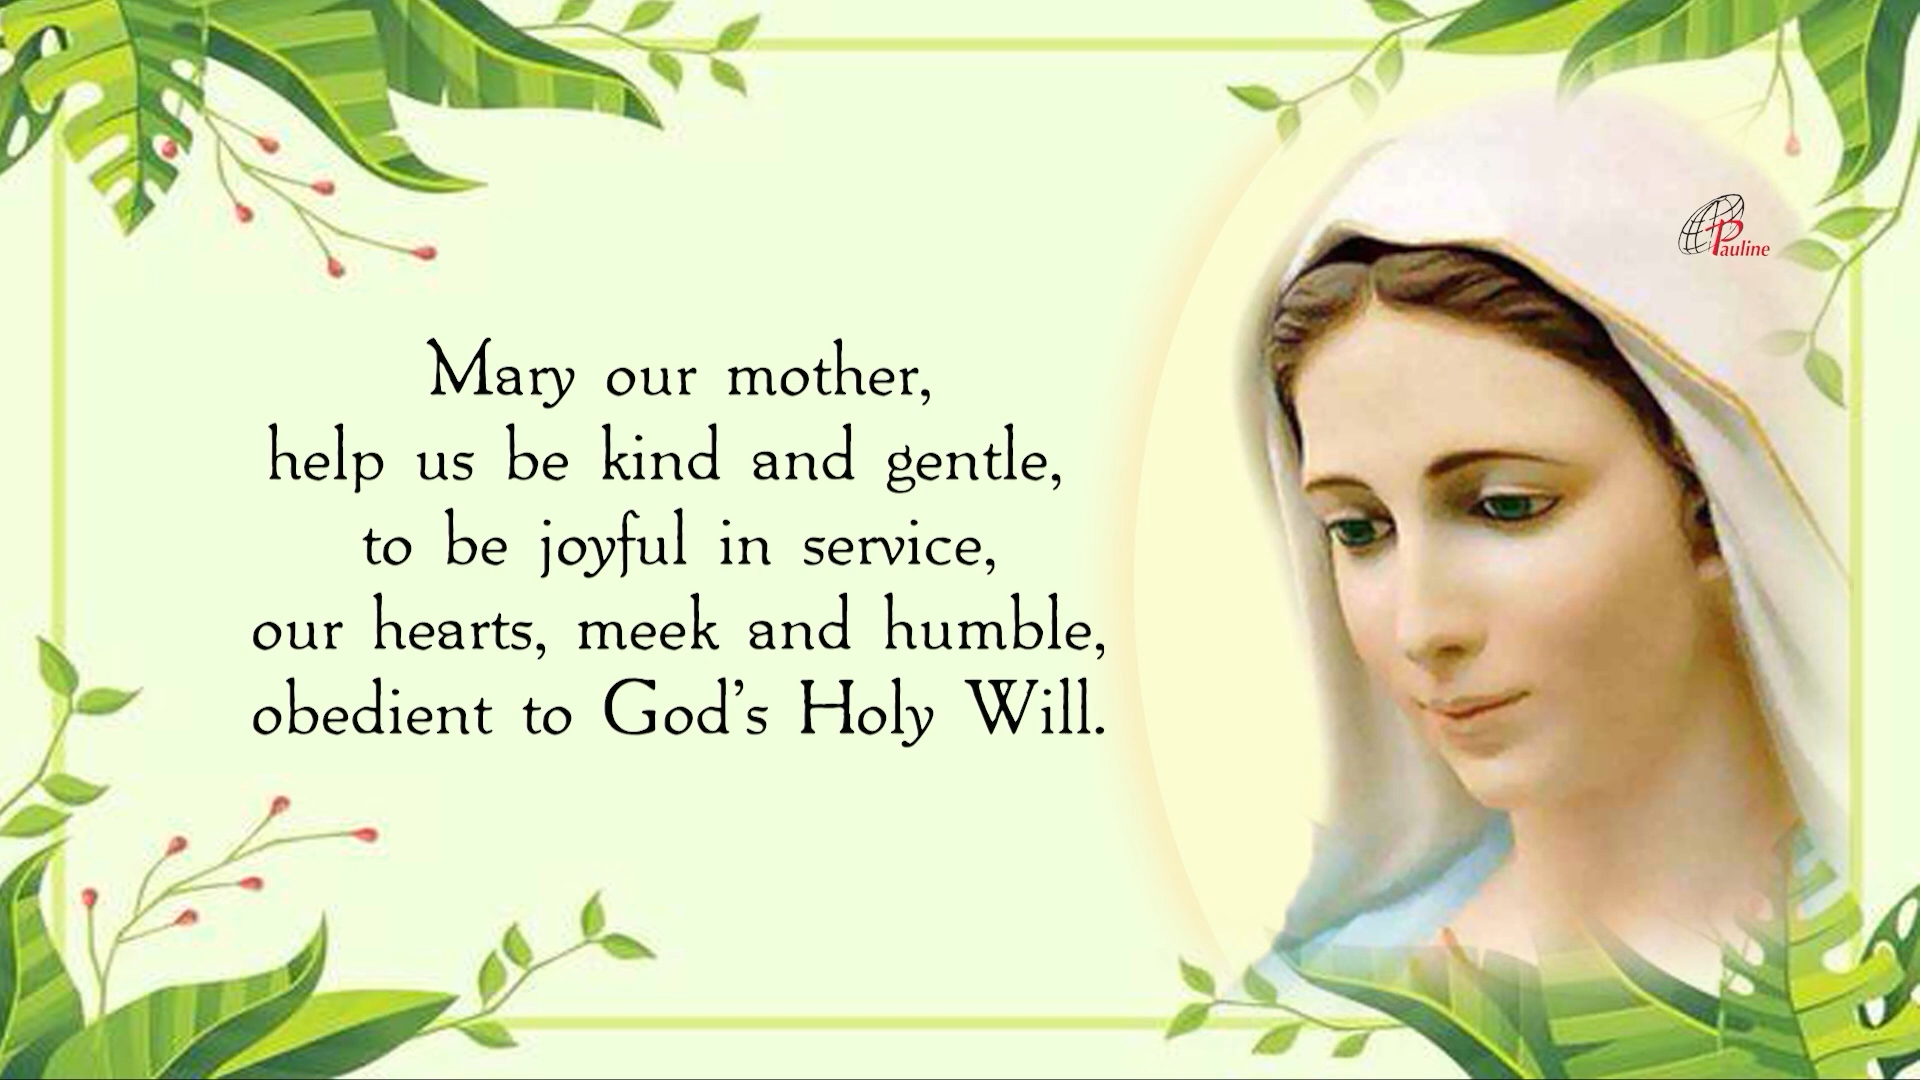 Pauline
Mary our mother,
help us be kind and gentle,
to be joyful in service,
our hearts, meek and humble,
obedient to God's Holy Will.